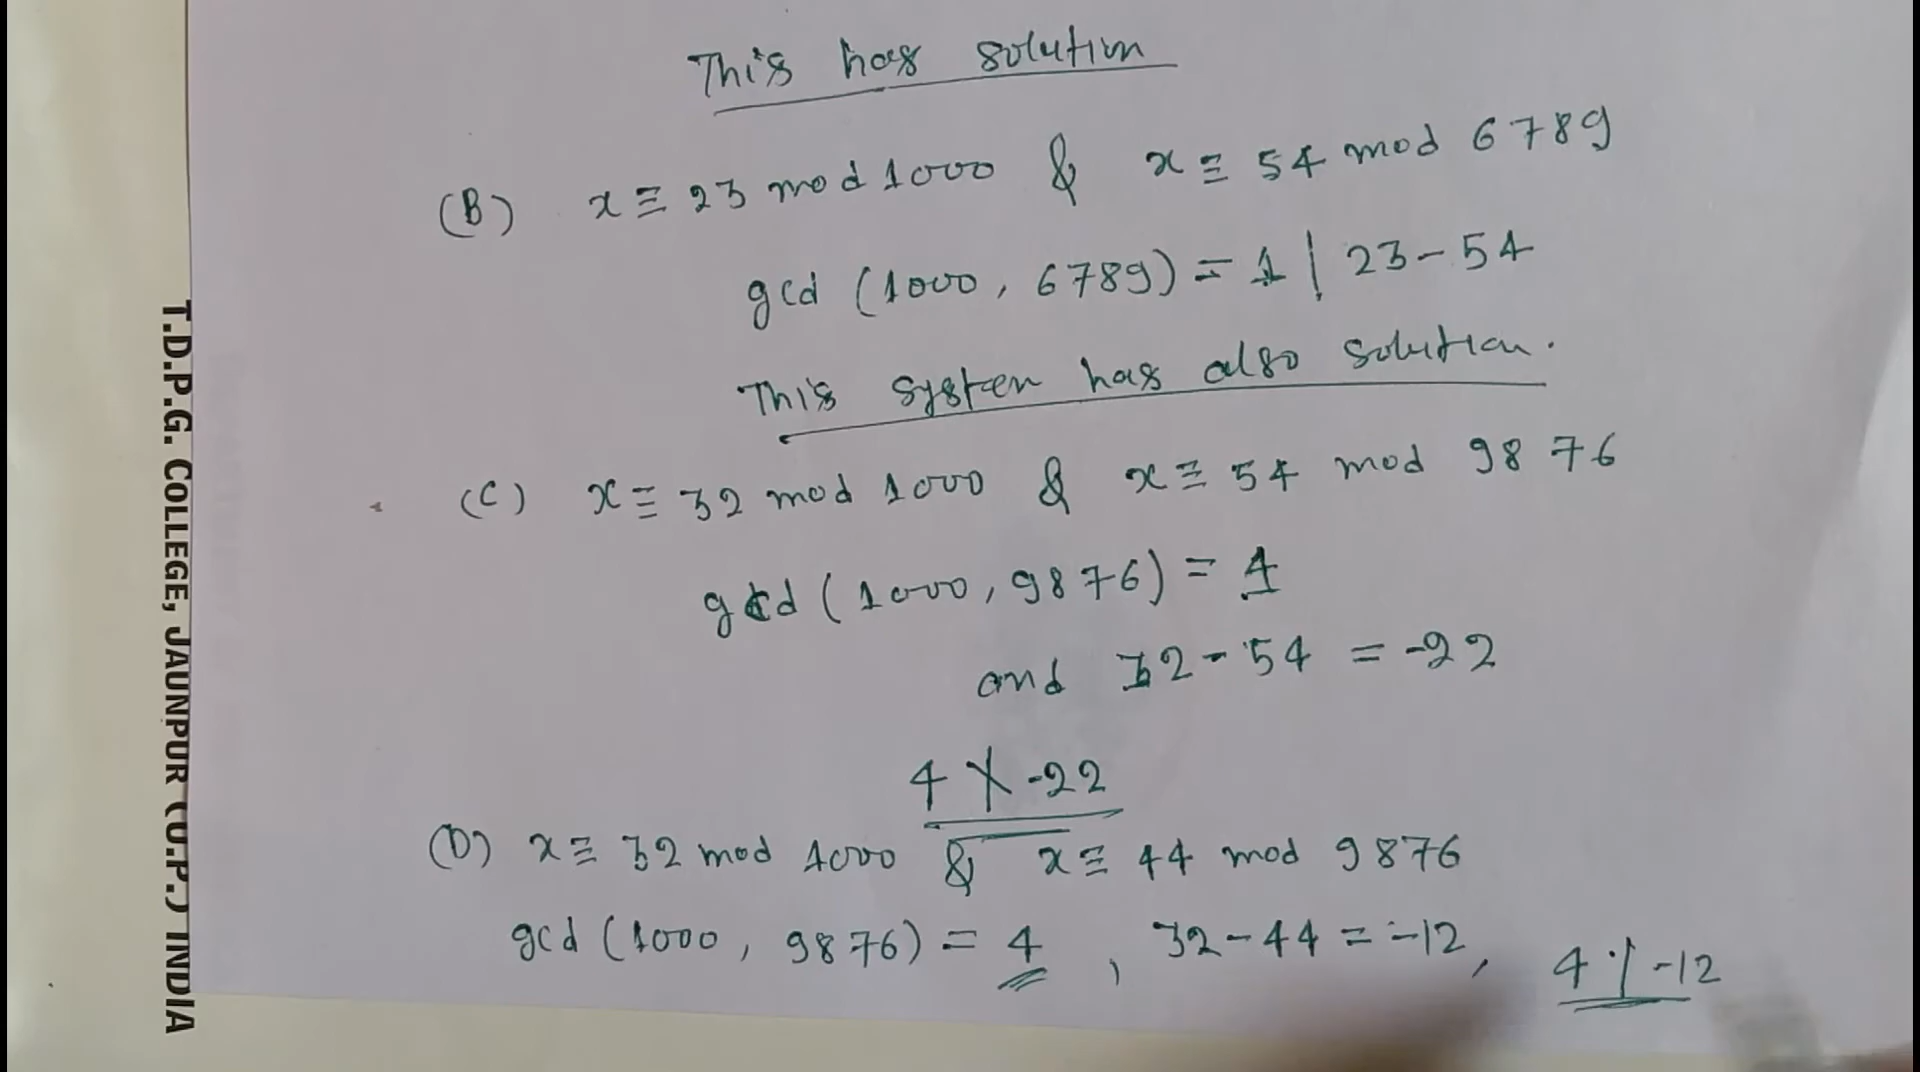 This has solution
(B) x ≡ 23 mod 1000 & x ≡ 54 mod 6789
gcd (1000, 6789) = 1 | 23-54
This system has also solution.
(C) x ≡ 32 mod 1000 & x ≡ 54 mod 9876
gcd (1000, 9876) = 4
and 32-54 = -22
4 ∤ -22
(D) x ≡ 32 mod 1000 & x ≡ 44 mod 9876
gcd (1000, 9876) = 4, 32-44 = -12, 4 | -12
T.D.P.G. COLLEGE, JAUNPUR (U.P.) INDIA